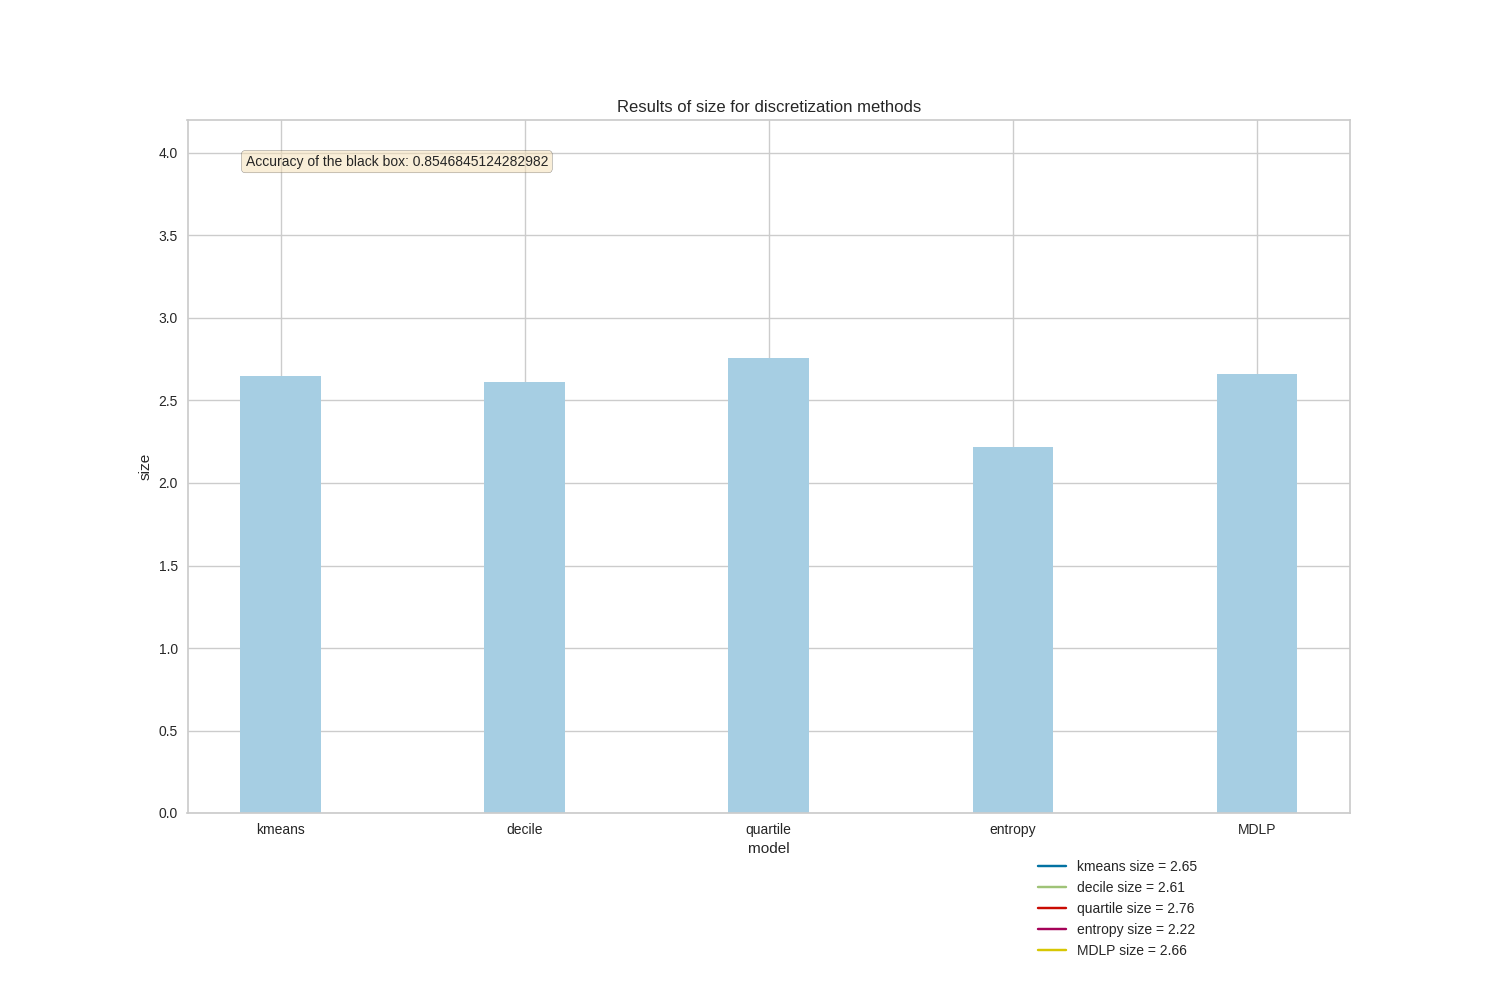 Results of size for discretization methods
Accuracy of the black box: 0.8546845124282982
4.0
3.5
3.0
2.5
2.0
1.5
1.0
0.5
0.0
size
kmeans decile quartile entropy MDLP
model
kmeans size = 2.65
decile size = 2.61
quartile size = 2.76
entropy size = 2.22
MDLP size = 2.66